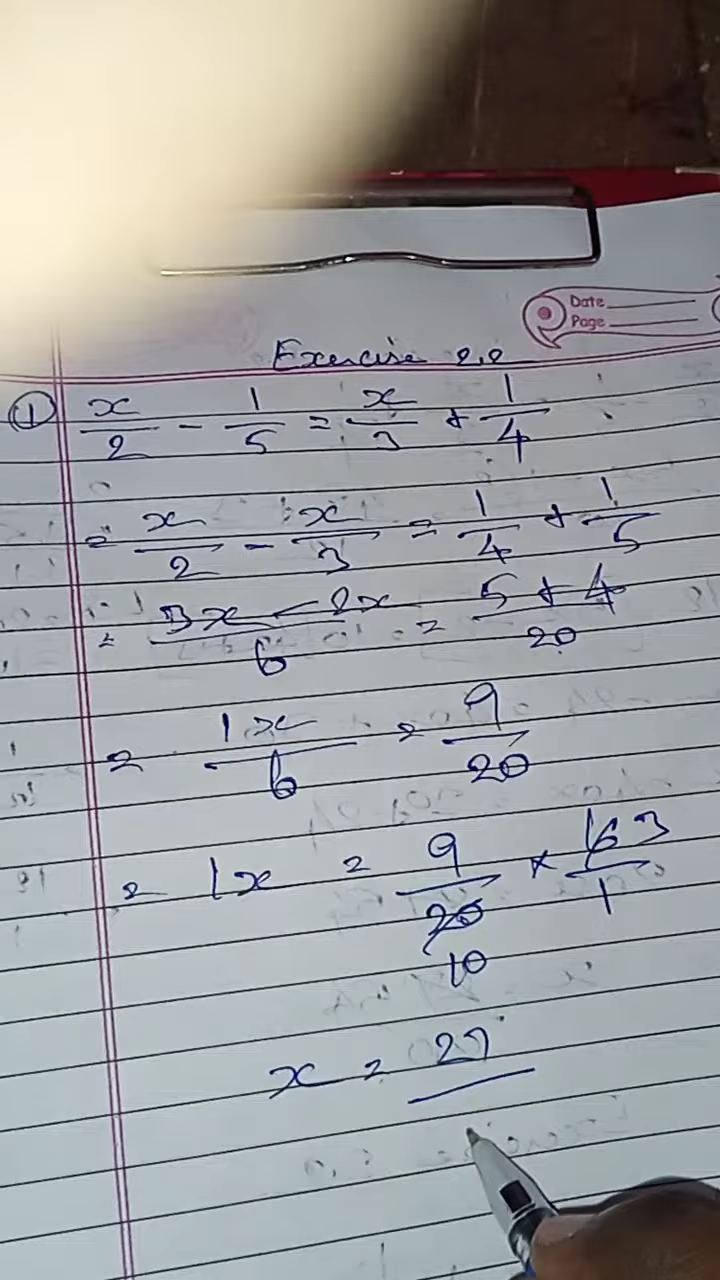 Date
Page
Exercise 2.2
① x/2 - 1/5 = x/3 + 1/4
= x/2 - x/3 = 1/4 + 1/5
= 3x - 2x/6 = 5 + 4/20
= 1x/6 = 9/20
= 1x = 9/20 × 6 3/1
10
x = 27